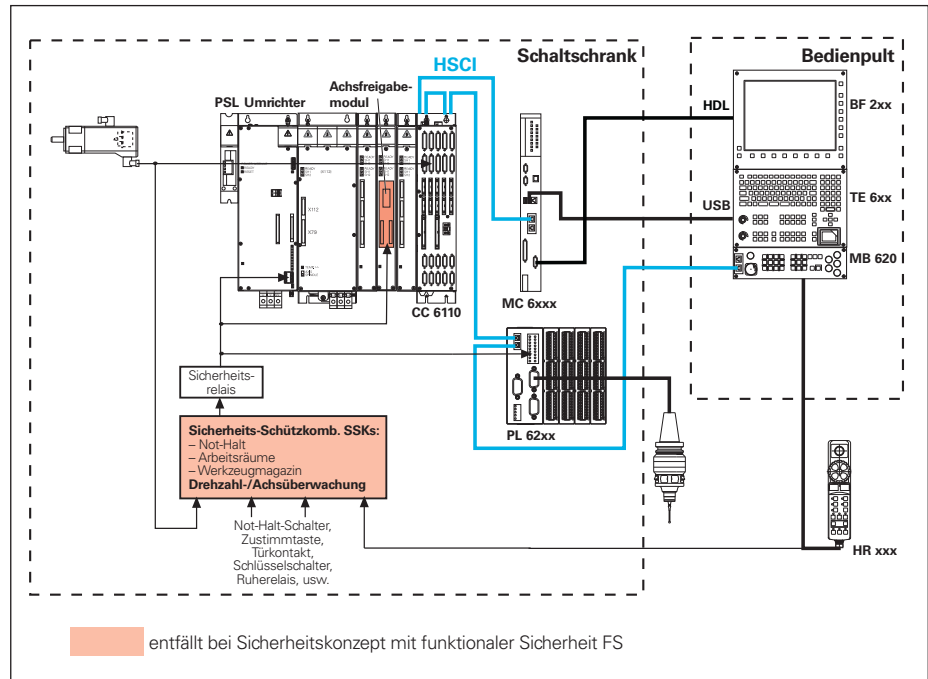 Schaltschrank
Bedienpult
HSCI
Achsfreigabe-
modul
PSL Umrichter
HDL
BF 2xx
X112
X79
USB
TE 6xx
MB 620
MC 6xxx
CC 6110
Sicherheits-
relais
PL 62xx
Sicherheits-Schützkomb. SSKs:
– Not-Halt
– Arbeitsräume
– Werkzeugmagazin
Drehzahl-/Achsüberwachung
Not-Halt-Schalter,
Zustimmtaste,
Türkontakt,
Schlüsselschalter,
Ruherelais, usw.
HR xxx
entfällt bei Sicherheitskonzept mit funktionaler Sicherheit FS